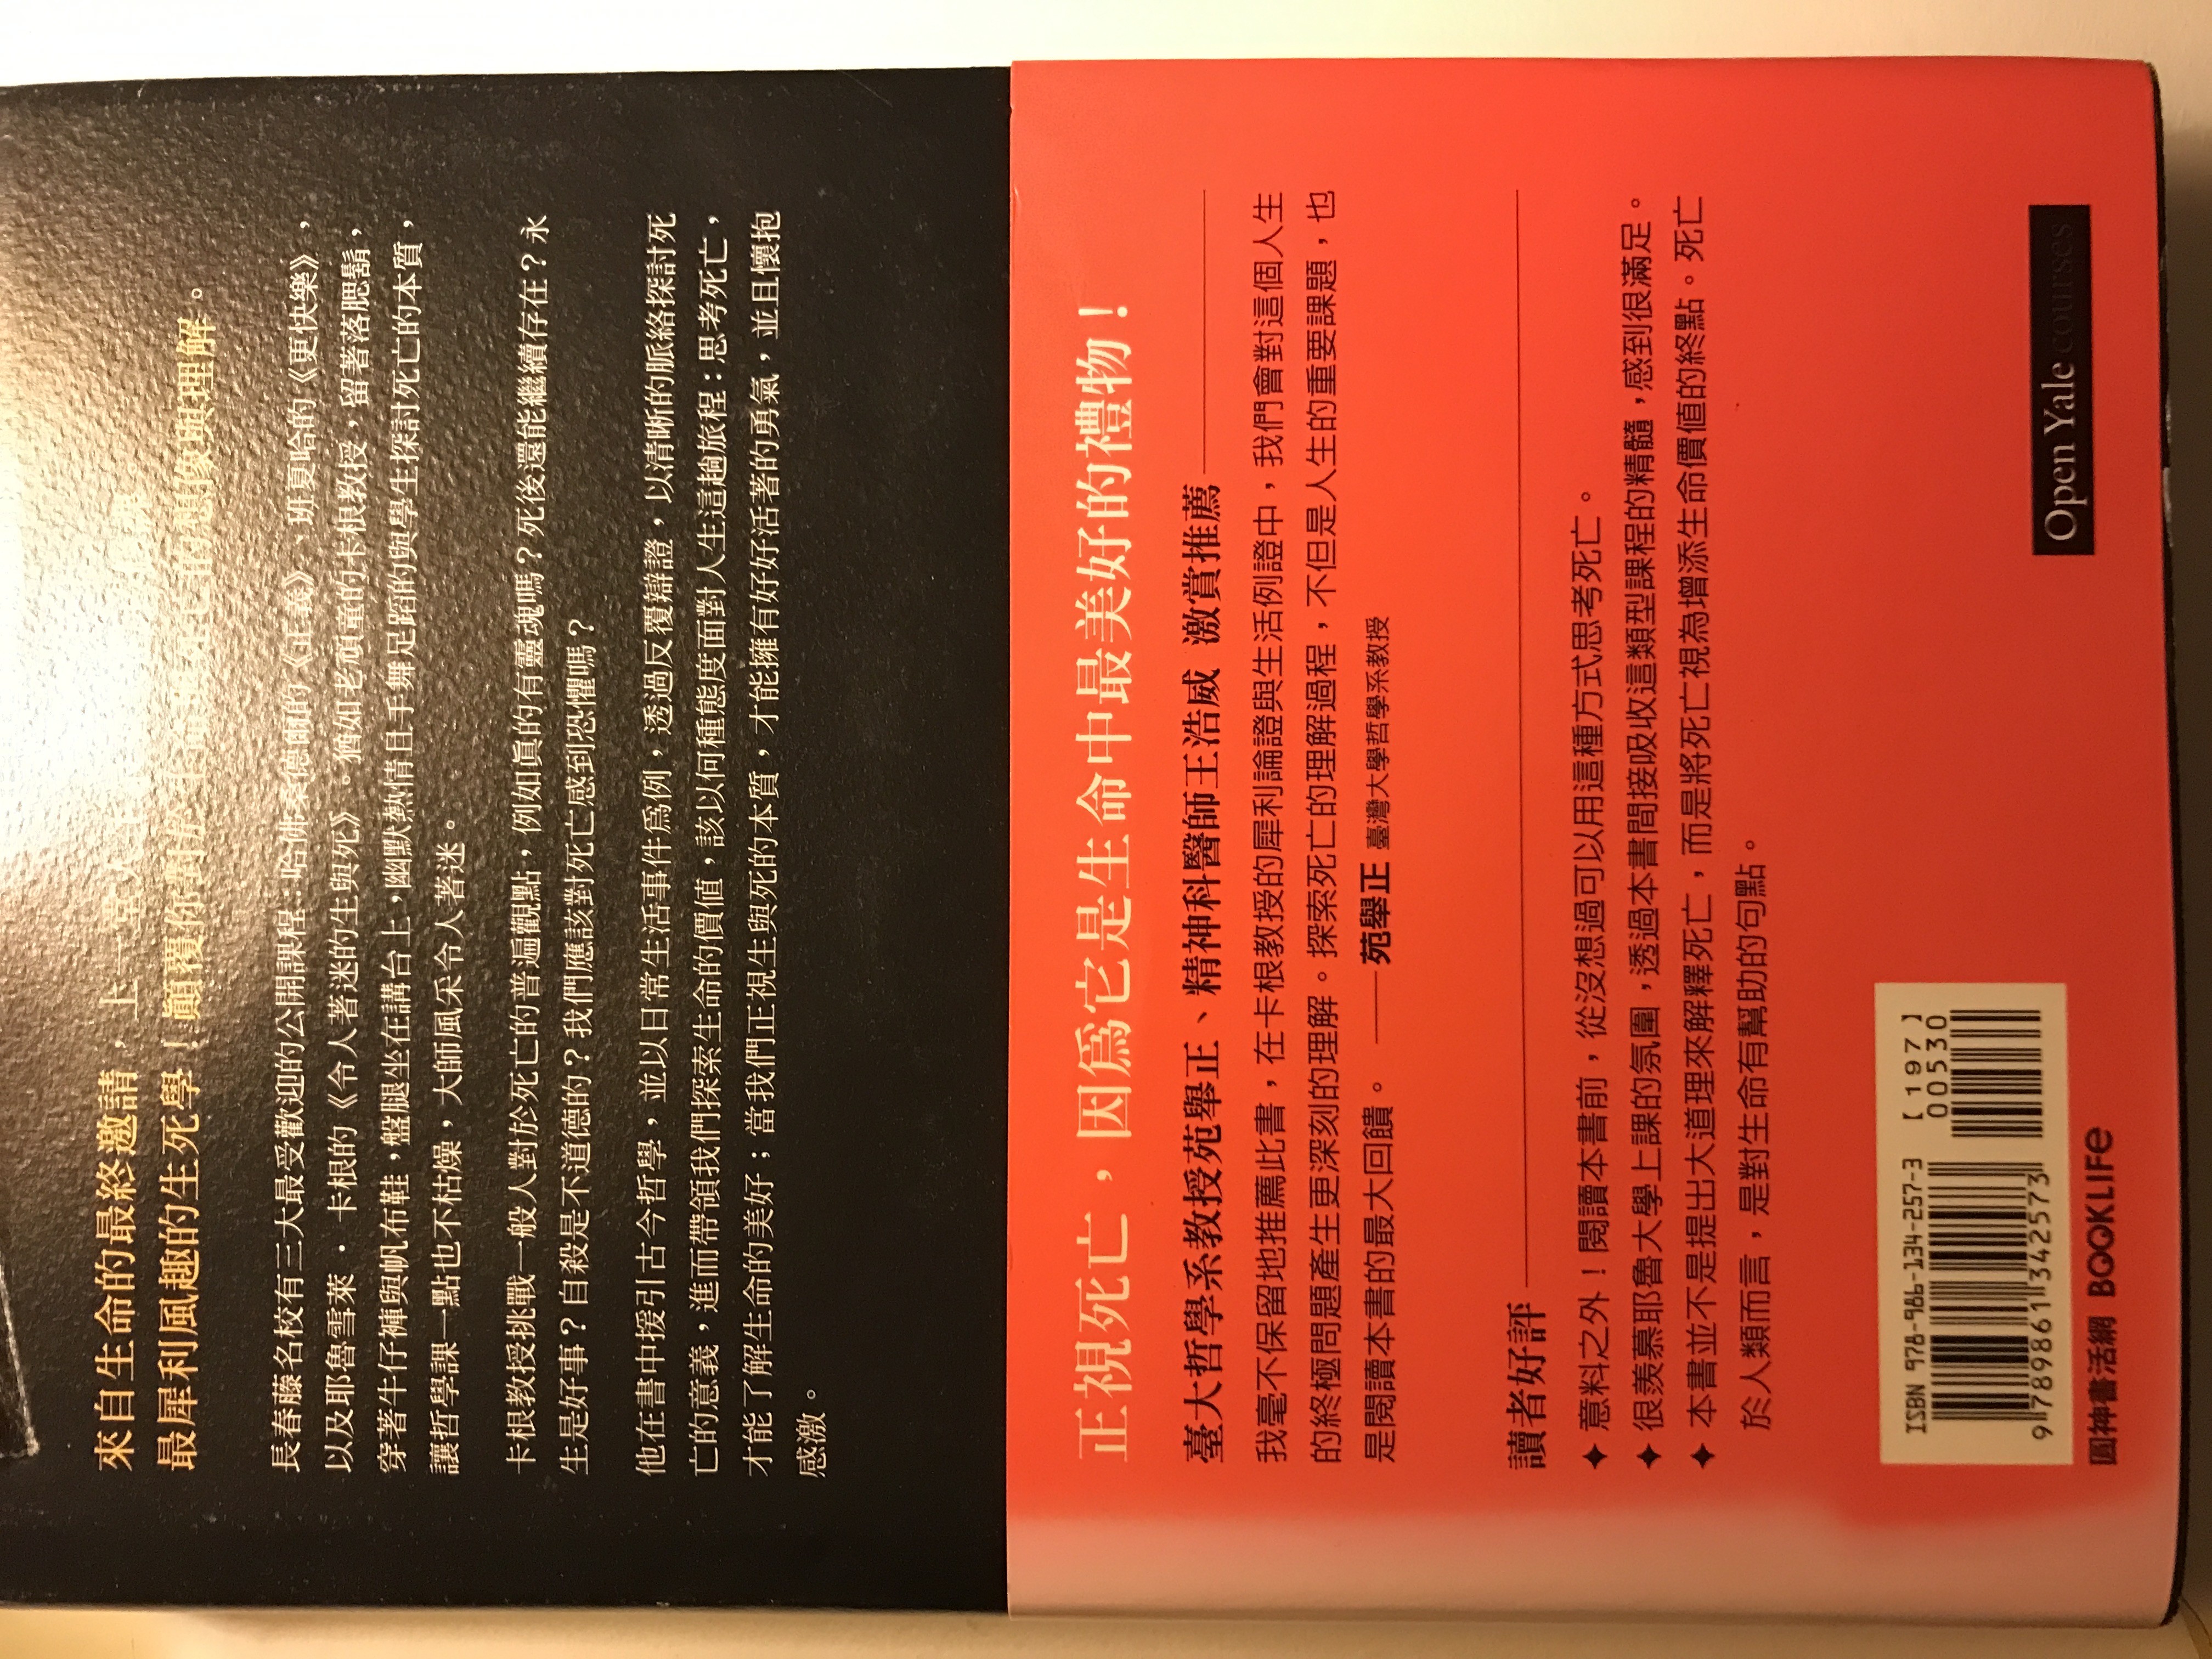 來自生命的最終邀請，上一堂人
最犀利風趣的生死學！顛覆你對於生命與死亡的想像與理解。
長春藤名校有三大最受歡迎的公開課程：哈佛桑德爾的《正義》、班夏哈的《更快樂》，
以及耶魯雪萊・卡根的《令人著迷的生與死》。猶如老頑童的卡根教授，留著落腮鬍，
穿著牛仔褲與帆布鞋，盤腿坐在講台上，幽默熱情且手舞足蹈的與學生探討死亡的本質，
讓哲學課一點也不枯燥，大師風采令人著迷。
卡根教授挑戰一般人對於死亡的普遍觀點，例如真的有靈魂嗎？死後還能繼續存在？永
生是好事？自殺是不道德的？我們應該對死亡感到恐懼嗎？
他在書中援引古今哲學，並以日常生活事件為例，透過反覆辯證，以清晰的脈絡探討死
亡的意義，進而帶領我們探索生命的價值，該以何種態度面對人生這趟旅程：思考死亡，
才能了解生命的美好；當我們正視生與死的本質，才能擁有好好活著的勇氣，並且懷抱
感激。
正視死亡，因為它是生命中最美好的禮物！
臺大哲學系教授苑舉正、精神科醫師王浩威 激賞推薦
我毫不保留地推薦此書，在卡根教授的犀利論證與生活例證中，我們會對這個人生
的終極問題產生更深刻的理解。探索死亡的理解過程，不但是人生的重要課題，也
是閱讀本書的最大回饋。——苑舉正 臺灣大學哲學系教授
讀者好評
✦ 意料之外！閱讀本書前，從沒想過可以用這種方式思考死亡。
✦ 很羨慕耶魯大學上課的氛圍，透過本書間接吸收這類型課程的精髓，感到很滿足。
✦ 本書並不是提出大道理來解釋死亡，而是將死亡視為增添生命價值的終點。死亡
於人類而言，是對生命有幫助的句點。
ISBN 978-986-134-257-3
【197】
00530
9 789861 342573
圓神書活網 BOOKLIFE
Open Yale courses